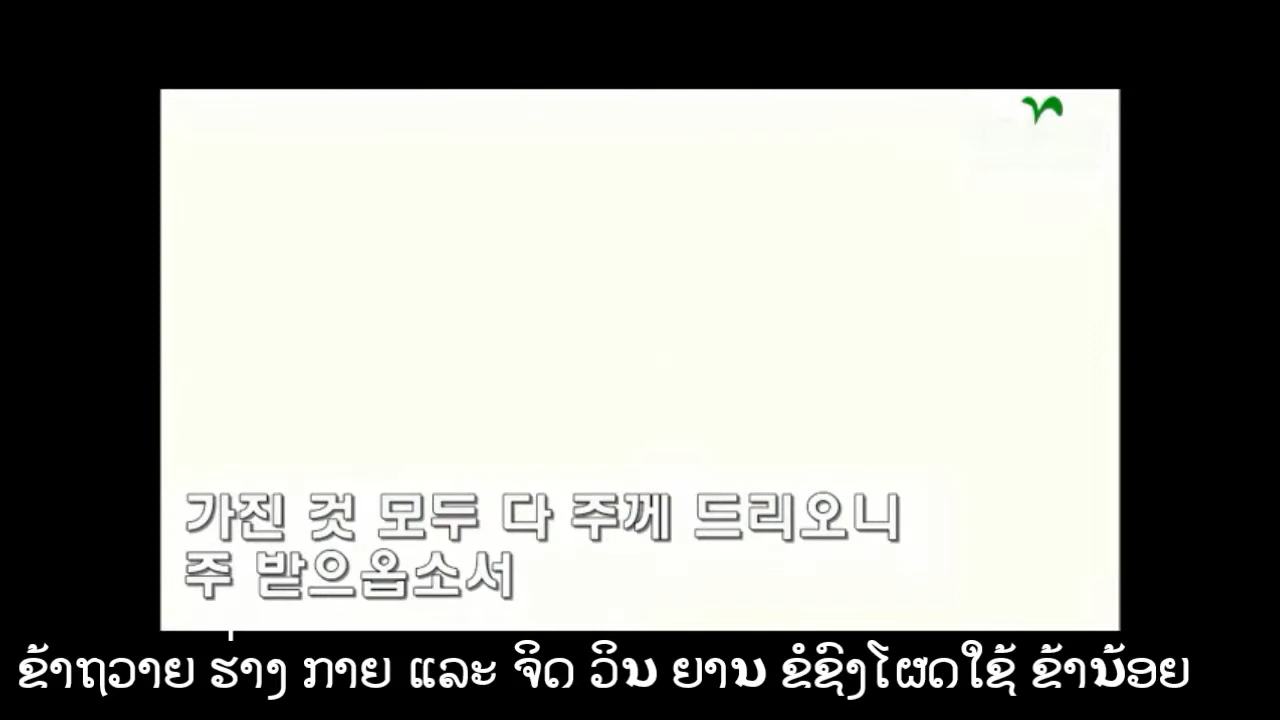 가진 것 모두 다 주께 드리오니
주 받으옵소서
ຂ້າຖວາຍ ຮ່າງ ກາຍ ແລະ ຈິດ ວິນ ຍານ ຂໍຊົງໂຜດໃຊ້ ຂ້ານ້ອຍ